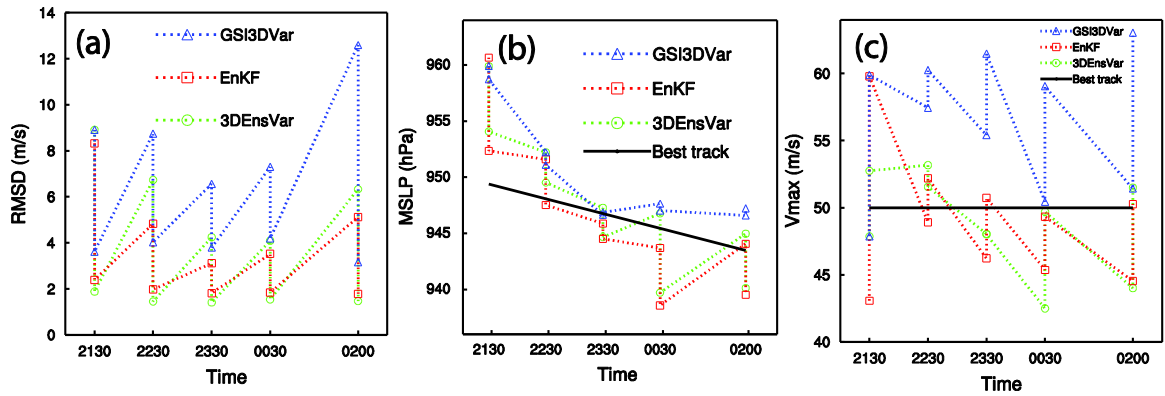 (a)
GSI3DVar
EnKF
3DEnsVar
14
12
10
8
6
4
2
0
RMSD (m/s)
2130 2230 2330 0030 0200
Time
(b)
GSI3DVar
EnKF
3DEnsVar
Best track
960
955
950
945
940
MSLP (hPa)
2130 2230 2330 0030 0200
Time
(c)
GSI3DVar
EnKF
3DEnsVar
Best track
60
55
50
45
40
Vmax (m/s)
2130 2230 2330 0030 0200
Time